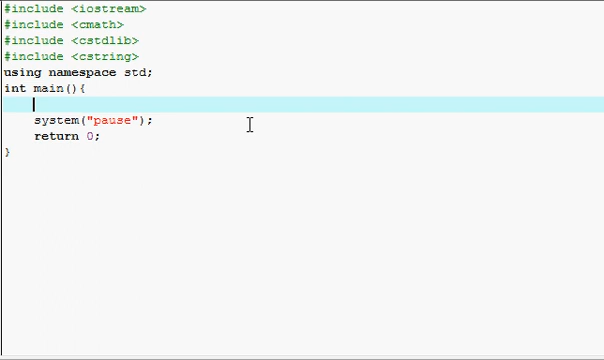 #include <iostream>
#include <cmath>
#include <cstdlib>
#include <cstring>
using namespace std;
int main(){
system("pause");
return 0;
}